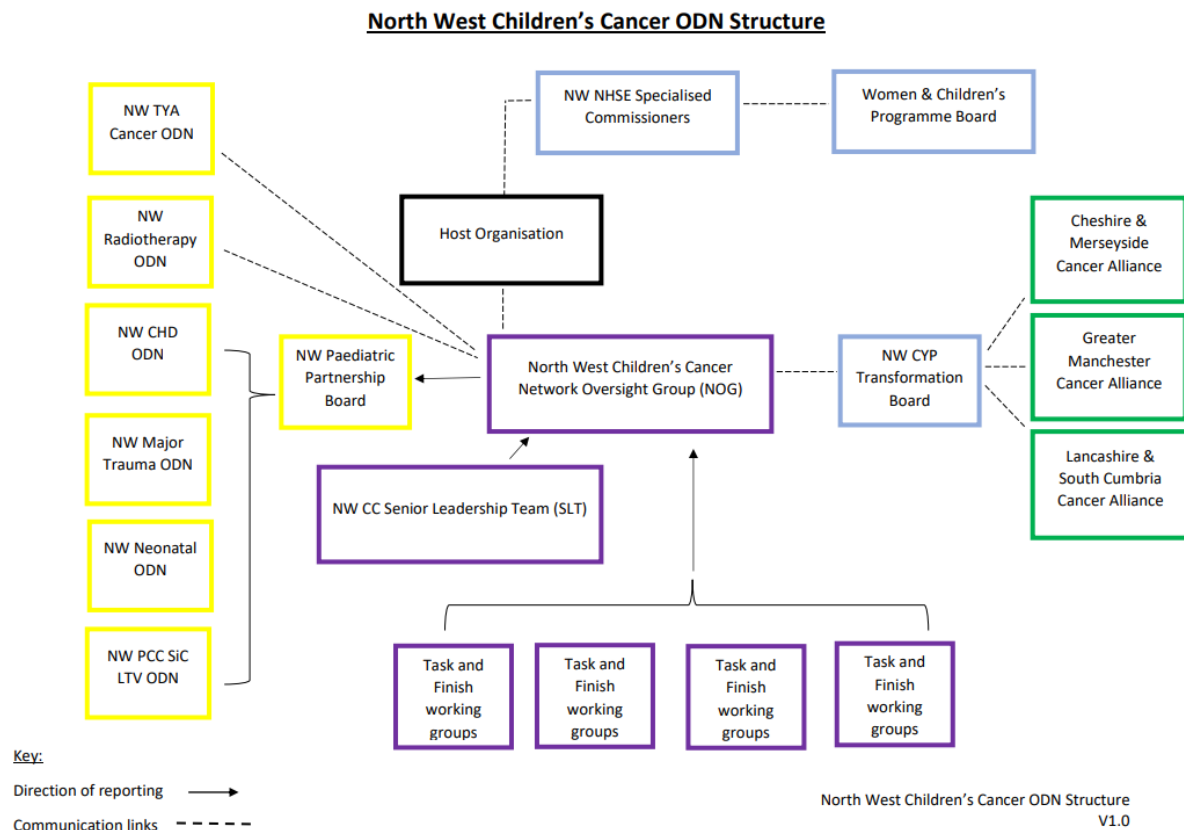 North West Children's Cancer ODN Structure
NW TYA
Cancer ODN
NW NHSE Specialised
Commissioners
Women & Children's
Programme Board
NW
Radiotherapy
ODN
Host Organisation
Cheshire &
Merseyside
Cancer Alliance
NW CHD
ODN
NW Paediatric
Partnership
Board
North West Children's Cancer
Network Oversight Group (NOG)
NW CYP
Transformation
Board
Greater
Manchester
Cancer Alliance
NW Major
Trauma ODN
NW CC Senior Leadership Team (SLT)
Lancashire &
South Cumbria
Cancer Alliance
NW Neonatal
ODN
NW PCC SiC
LTV ODN
Task and
Finish
working
groups
Task and
Finish
working
groups
Task and
Finish
working
groups
Task and
Finish
working
groups
Key:
Direction of reporting
Communication links
North West Children's Cancer ODN Structure
V1.0